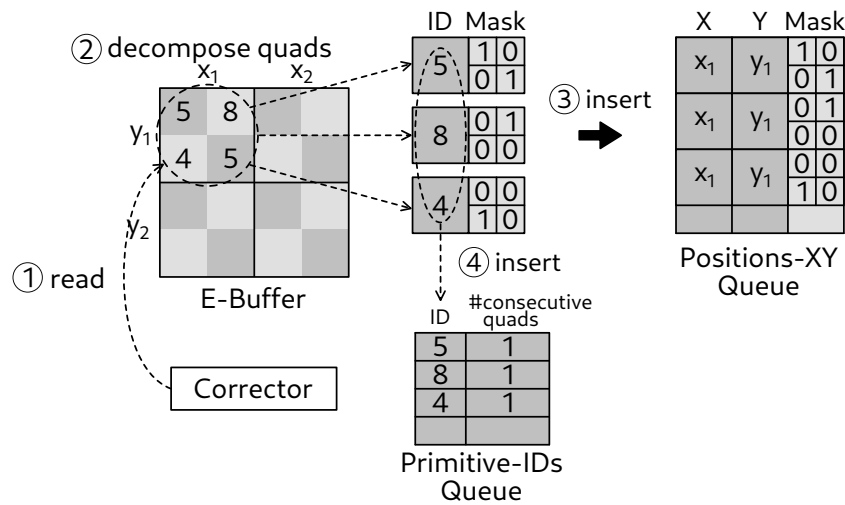 ② decompose quads
x₁ x₂
y₁
y₂
5 8
4 5
E-Buffer
① read
Corrector
ID Mask
5 1 0
0 1
8 0 1
0 0
4 0 0
1 0
③ insert
④ insert
ID #consecutive
quads
5 1
8 1
4 1
Primitive-IDs
Queue
X Y Mask
x₁ y₁ 1 0
0 1
x₁ y₁ 0 1
0 0
x₁ y₁ 0 0
1 0
Positions-XY
Queue